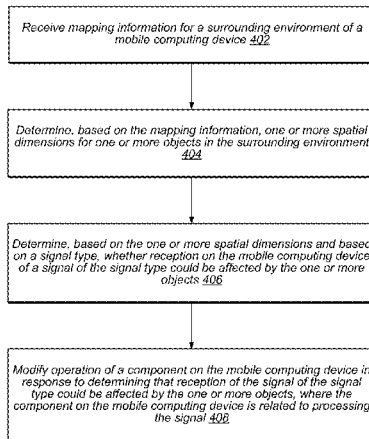 Receive mapping information for a surrounding environment of a
mobile computing device 402
Determine, based on the mapping information, one or more spatial
dimensions for one or more objects in the surrounding environment
404
Determine, based on the one or more spatial dimensions and based
on a signal type, whether reception on the mobile computing device
of a signal of the signal type could be affected by the one or more
objects 406
Modify operation of a component on the mobile computing device in
response to determining that reception of the signal of the signal
type could be affected by the one or more objects, where the
component on the mobile computing device is related to processing
the signal 408